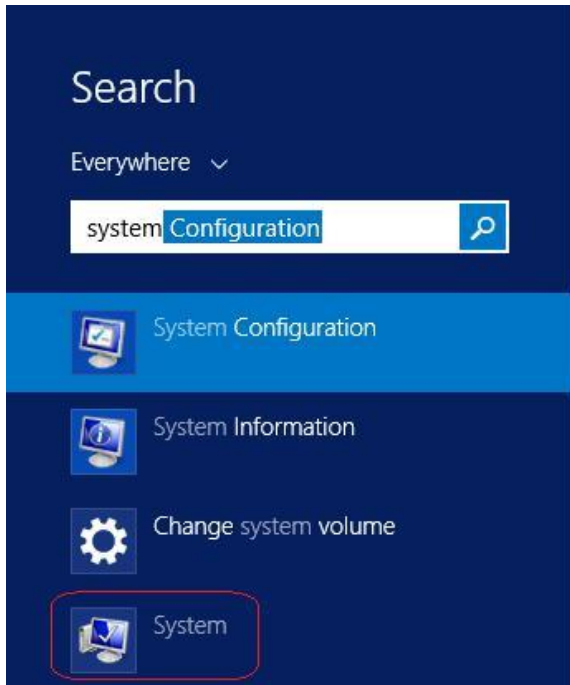 Search
Everywhere
system Configuration
System Configuration
System Information
Change system volume
System